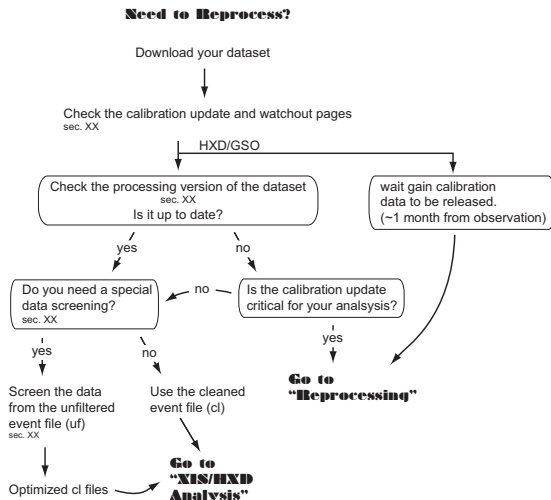 Need to Reprocess?
Download your dataset
Check the calibration update and watchout pages
sec. XX
HXD/GSO
Check the processing version of the dataset
sec. XX
Is it up to date?
wait gain calibration
data to be released.
(~1 month from observation)
yes
no
Do you need a special
data screening?
sec. XX
no
Is the calibration update
critical for your analsysis?
yes
no
yes
Screen the data
from the unfiltered
event file (uf)
sec. XX
Use the cleaned
event file (cl)
Go to
“Reprocessing”
Optimized cl files
Go to
“XIS/HXD
Analysis”